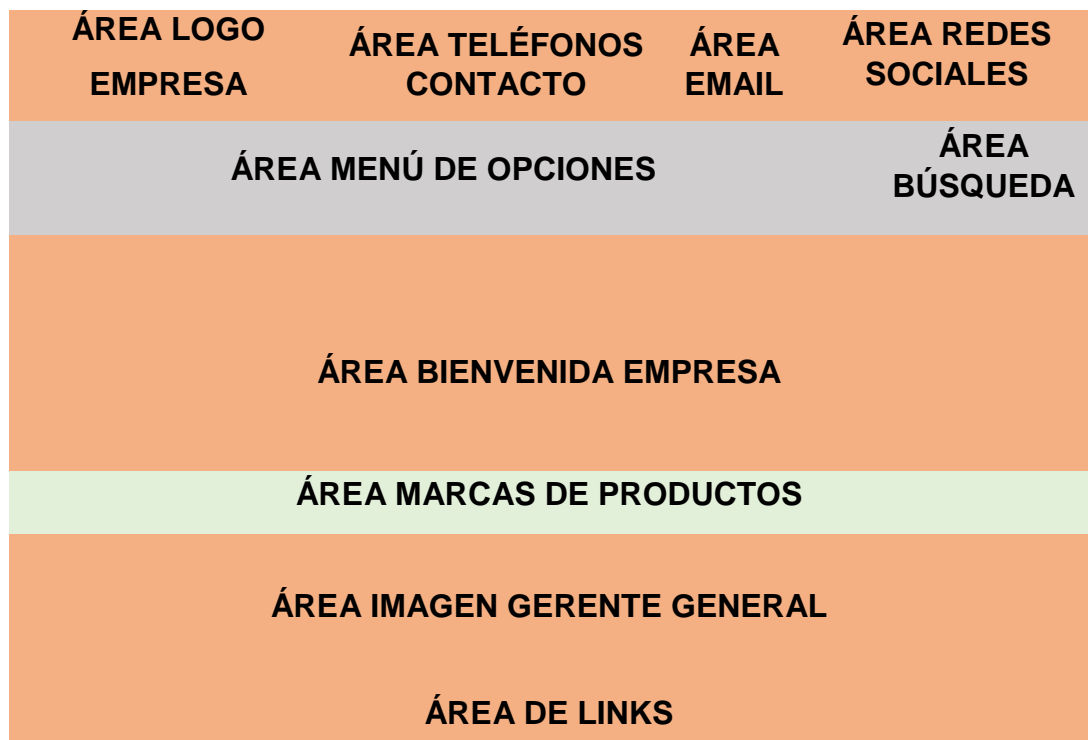 ÁREA LOGO
EMPRESA
ÁREA TELÉFONOS
CONTACTO
ÁREA
EMAIL
ÁREA REDES
SOCIALES
ÁREA MENÚ DE OPCIONES
ÁREA
BÚSQUEDA
ÁREA BIENVENIDA EMPRESA
ÁREA MARCAS DE PRODUCTOS
ÁREA IMAGEN GERENTE GENERAL
ÁREA DE LINKS